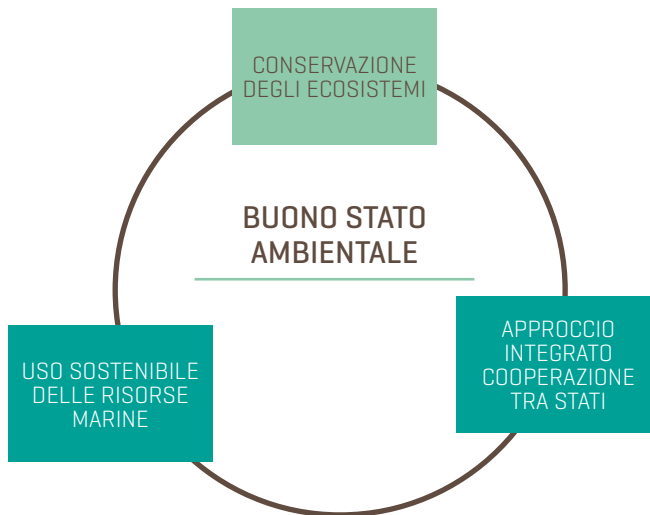 CONSERVAZIONE
DEGLI ECOSISTEMI
BUONO STATO
AMBIENTALE
USO SOSTENIBILE
DELLE RISORSE
MARINE
APPROCCIO
INTEGRATO
COOPERAZIONE
TRA STATI